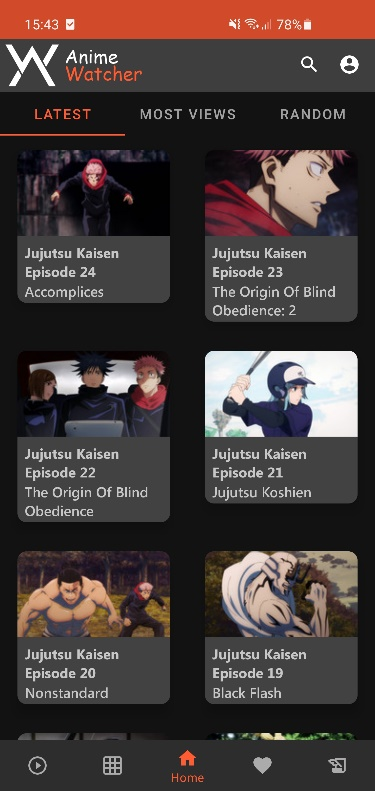 15:43 78%
Anime
Watcher
LATEST MOST VIEWS RANDOM
Jujutsu Kaisen
Episode 24
Accomplices
Jujutsu Kaisen
Episode 23
The Origin Of Blind
Obedience: 2
Jujutsu Kaisen
Episode 22
The Origin Of Blind
Obedience
Jujutsu Kaisen
Episode 21
Jujutsu Koshien
Jujutsu Kaisen
Episode 20
Nonstandard
Jujutsu Kaisen
Episode 19
Black Flash
Home